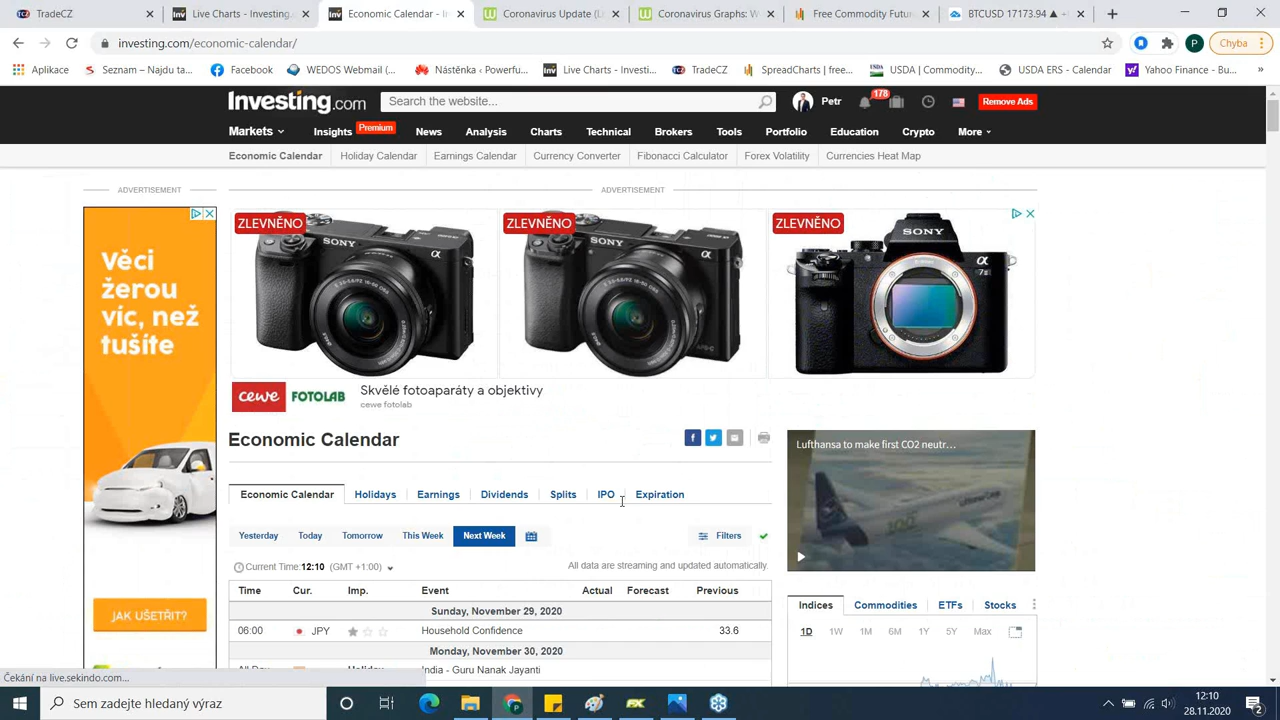 TradeCZ
Live Charts - Investing.com
Economic Calendar - In
Coronavirus Update (L
Coronavirus Graphs: W
Free Commodity Futur
BTCUSD 17173.94 ▲ +
investing.com/economic-calendar/
P
Chyba
Aplikace
Seznam – Najdu ta...
Facebook
WEDOS Webmail (...
Nástěnka ‹ Powerfu...
Live Charts - Investi...
TradeCZ
SpreadCharts | free...
USDA | Commodity...
USDA ERS - Calendar
Yahoo Finance - Bu...
»
Investing.com
Search the website...
Petr
178
Remove Ads
Markets
Insights
Premium
News
Analysis
Charts
Technical
Brokers
Tools
Portfolio
Education
Crypto
More
Economic Calendar
Holiday Calendar
Earnings Calendar
Currency Converter
Fibonacci Calculator
Forex Volatility
Currencies Heat Map
ADVERTISEMENT
ADVERTISEMENT
Věci
žerou
víc, než
tušíte
JAK UŠETŘIT?
ZLEVNĚNO
ZLEVNĚNO
ZLEVNĚNO
SONY
SONY
SONY
cewe FOTOLAB
Skvělé fotoaparáty a objektivy
cewe fotolab
Economic Calendar
Lufthansa to make first CO2 neutr...
Economic Calendar
Holidays
Earnings
Dividends
Splits
IPO
Expiration
Yesterday
Today
Tomorrow
This Week
Next Week
Filters
Current Time: 12:10 (GMT +1:00)
All data are streaming and updated automatically.
Time Cur. Imp. Event Actual Forecast Previous
Sunday, November 29, 2020
06:00 JPY Household Confidence 33.6
Monday, November 30, 2020
All Day Holiday India - Guru Nanak Jayanti
Indices
Commodities
ETFs
Stocks
1D
1W
1M
6M
1Y
5Y
Max
Čekání na live.sekindo.com...
Sem zadejte hledaný výraz
12:10
28.11.2020
2